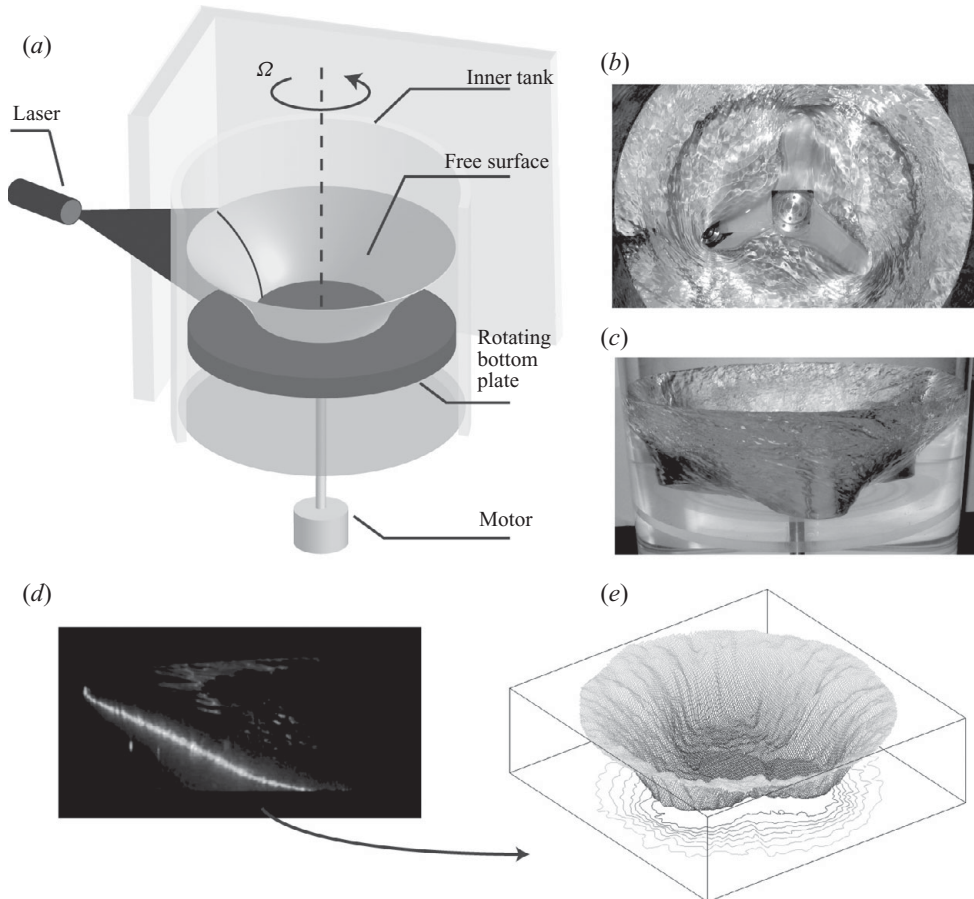 (a)
Ω
Inner tank
Laser
Free surface
Rotating
bottom
plate
Motor
(b)
(c)
(d)
(e)